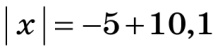 |x| = −5 + 10,1